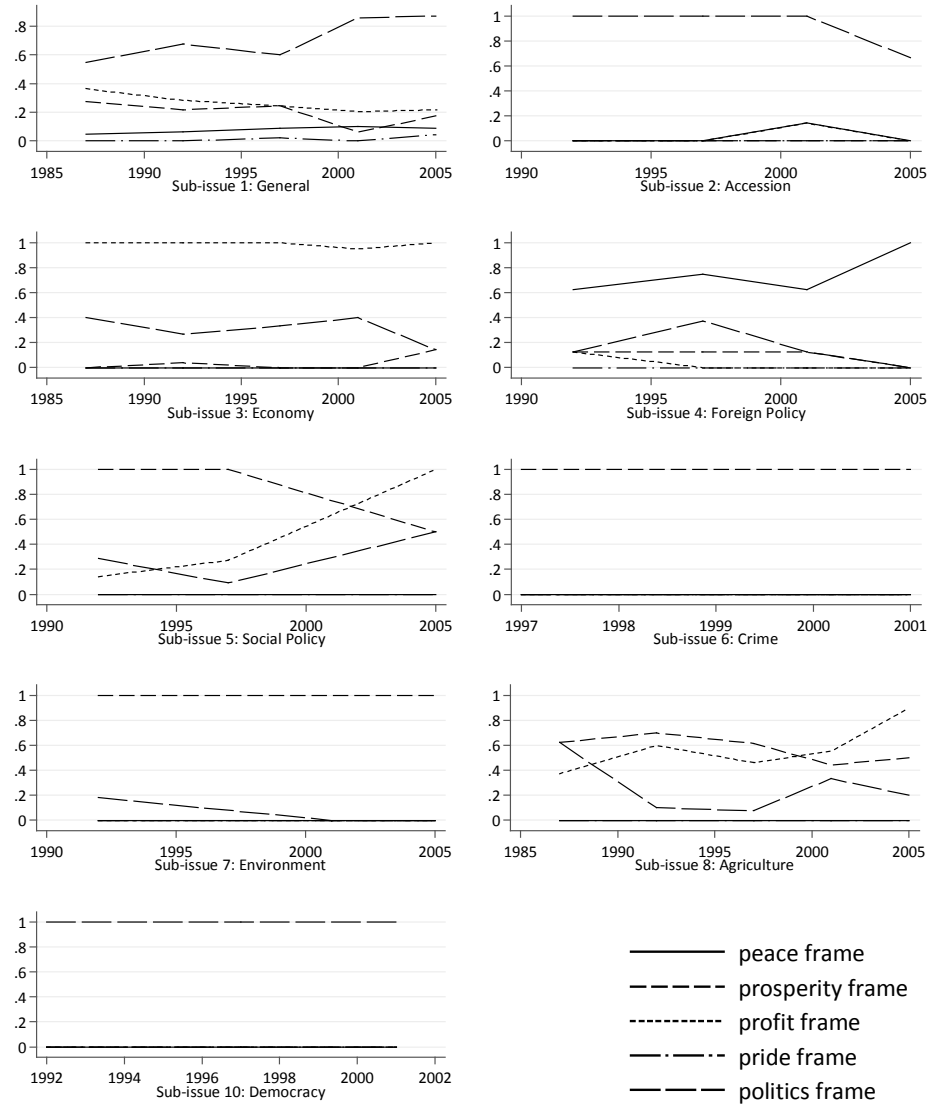 .8
.6
.4
.2
0
1985 1990 1995 2000 2005
Sub-issue 1: General
1
.8
.6
.4
.2
0
1990 1995 2000 2005
Sub-issue 2: Accession
1
.8
.6
.4
.2
0
1985 1990 1995 2000 2005
Sub-issue 3: Economy
1
.8
.6
.4
.2
0
1990 1995 2000 2005
Sub-issue 4: Foreign Policy
1
.8
.6
.4
.2
0
1990 1995 2000 2005
Sub-issue 5: Social Policy
1
.8
.6
.4
.2
0
1997 1998 1999 2000 2001
Sub-issue 6: Crime
1
.8
.6
.4
.2
0
1990 1995 2000 2005
Sub-issue 7: Environment
1
.8
.6
.4
.2
0
1985 1990 1995 2000 2005
Sub-issue 8: Agriculture
1
.8
.6
.4
.2
0
1992 1994 1996 1998 2000 2002
Sub-issue 10: Democracy
peace frame
prosperity frame
profit frame
pride frame
politics frame